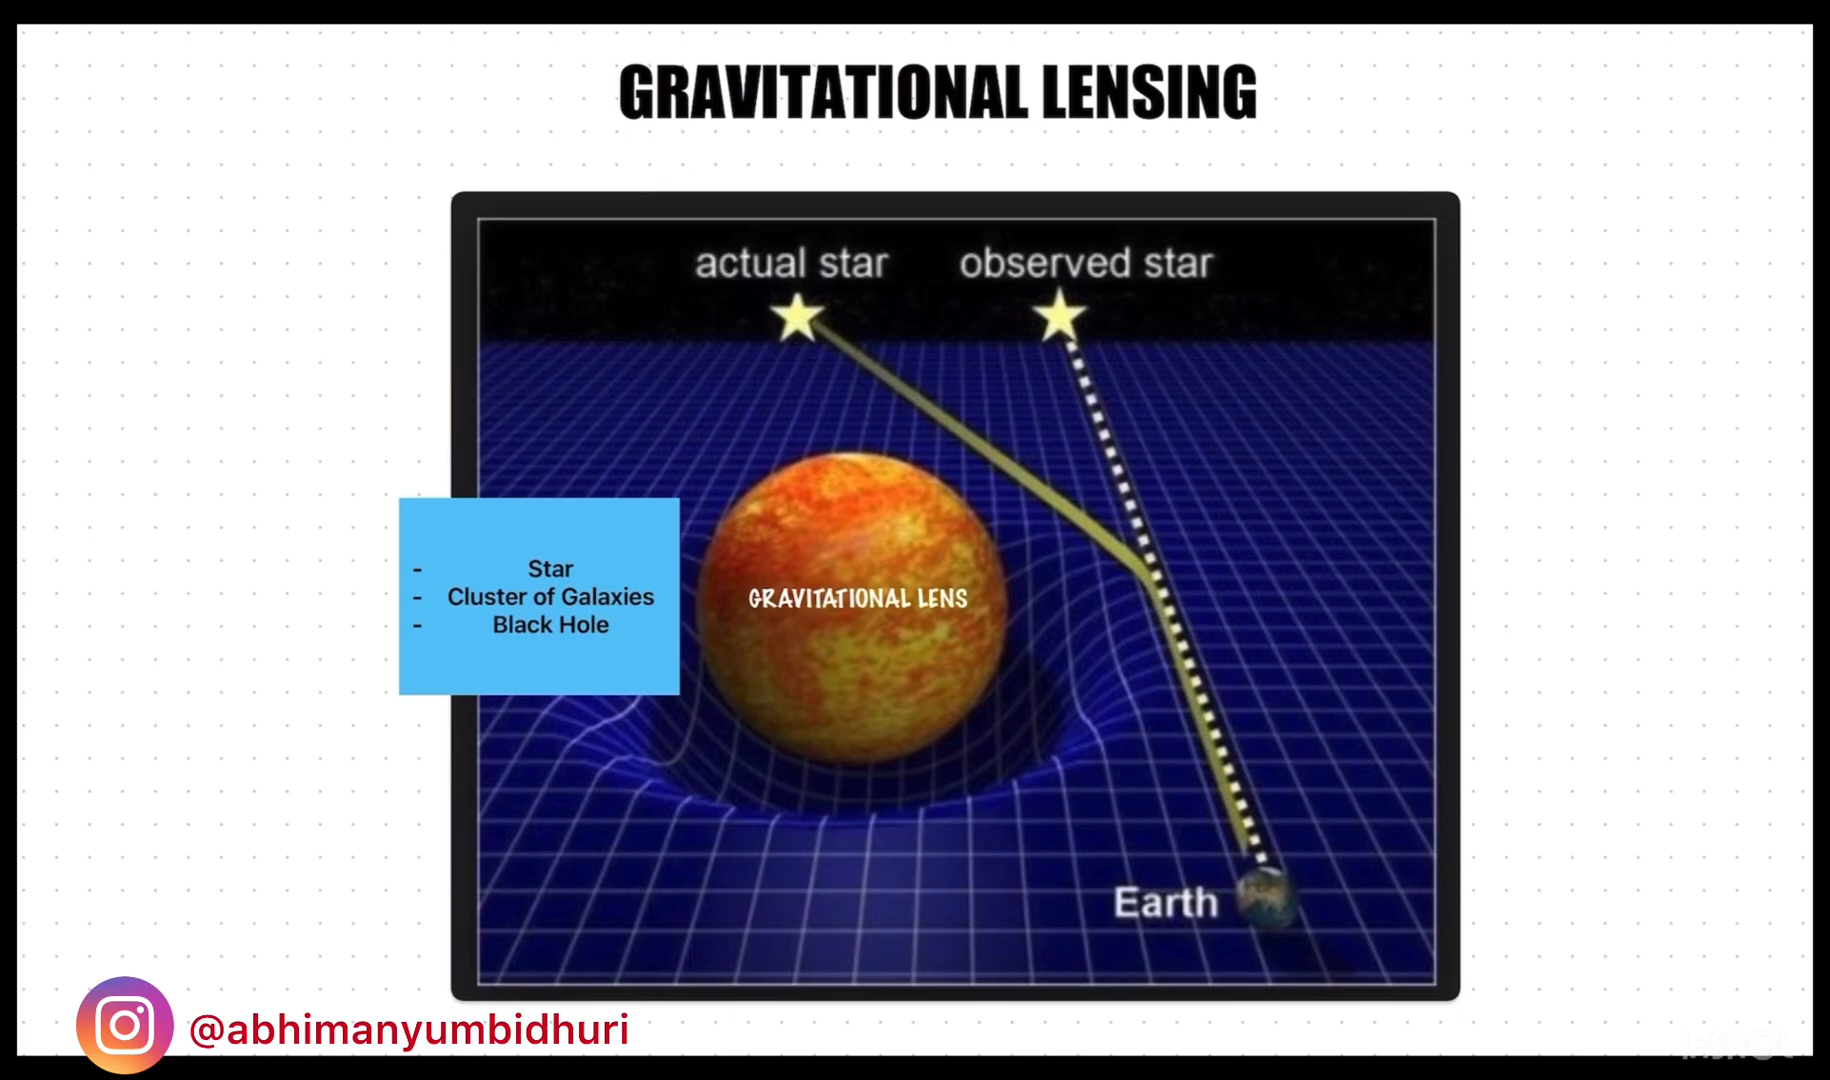 GRAVITATIONAL LENSING
actual star
observed star
- Star
- Cluster of Galaxies
- Black Hole
GRAVITATIONAL LENS
Earth
@abhimanyumbidhuri